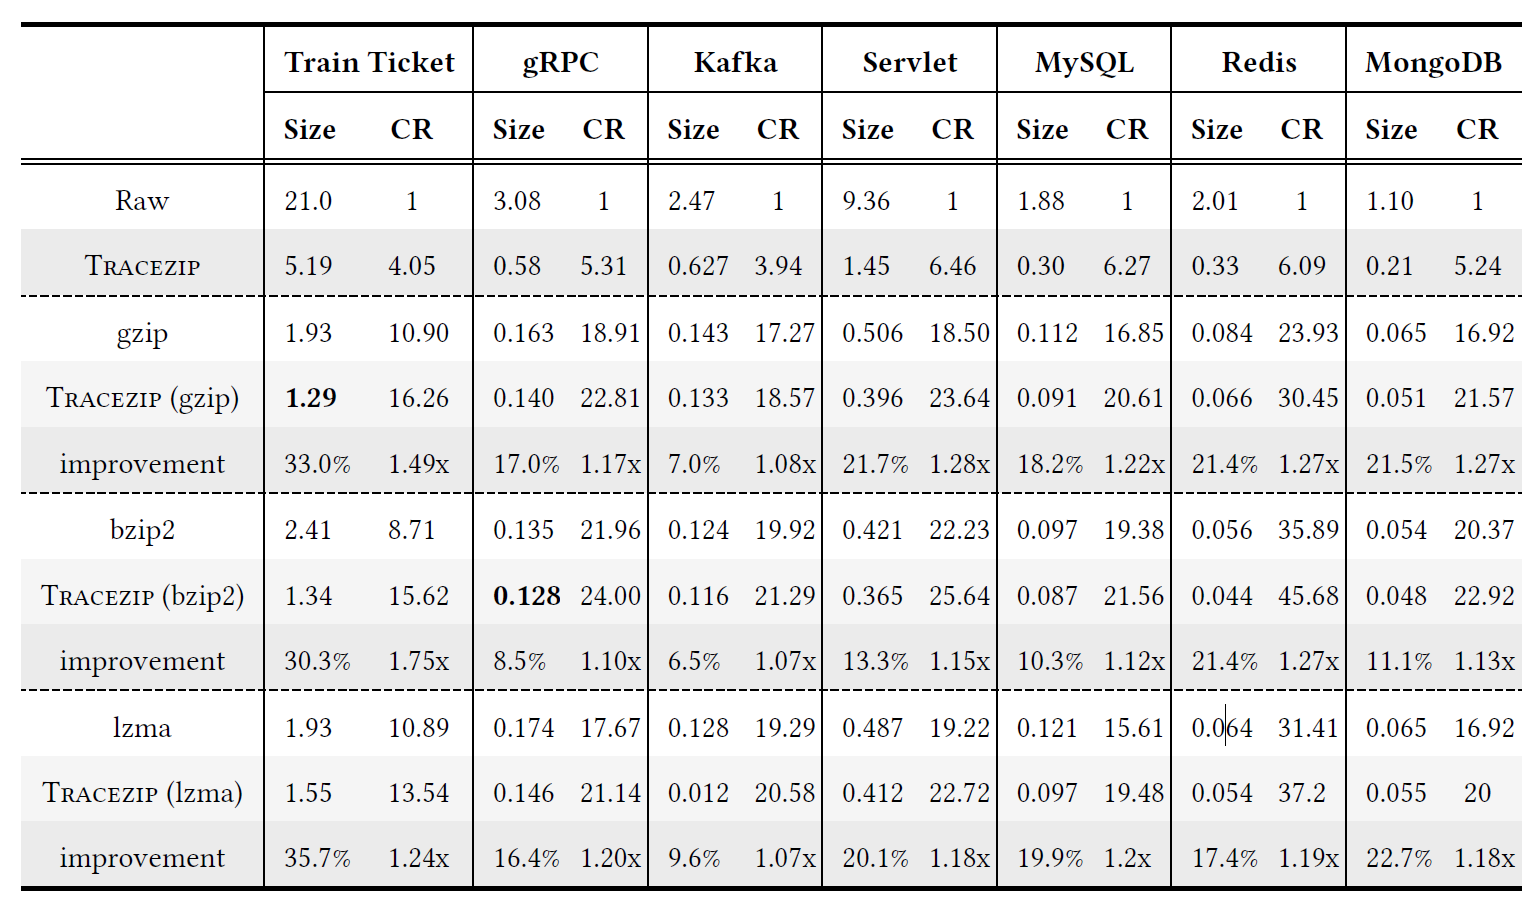 Train Ticket gRPC Kafka Servlet MySQL Redis MongoDB
Size CR Size CR Size CR Size CR Size CR Size CR Size CR
Raw 21.0 1 3.08 1 2.47 1 9.36 1 1.88 1 2.01 1 1.10 1
TRACEZIP 5.19 4.05 0.58 5.31 0.627 3.94 1.45 6.46 0.30 6.27 0.33 6.09 0.21 5.24
gzip 1.93 10.90 0.163 18.91 0.143 17.27 0.506 18.50 0.112 16.85 0.084 23.93 0.065 16.92
TRACEZIP (gzip) 1.29 16.26 0.140 22.81 0.133 18.57 0.396 23.64 0.091 20.61 0.066 30.45 0.051 21.57
improvement 33.0% 1.49x 17.0% 1.17x 7.0% 1.08x 21.7% 1.28x 18.2% 1.22x 21.4% 1.27x 21.5% 1.27x
bzip2 2.41 8.71 0.135 21.96 0.124 19.92 0.421 22.23 0.097 19.38 0.056 35.89 0.054 20.37
TRACEZIP (bzip2) 1.34 15.62 0.128 24.00 0.116 21.29 0.365 25.64 0.087 21.56 0.044 45.68 0.048 22.92
improvement 30.3% 1.75x 8.5% 1.10x 6.5% 1.07x 13.3% 1.15x 10.3% 1.12x 21.4% 1.27x 11.1% 1.13x
lzma 1.93 10.89 0.174 17.67 0.128 19.29 0.487 19.22 0.121 15.61 0.064 31.41 0.065 16.92
TRACEZIP (lzma) 1.55 13.54 0.146 21.14 0.012 20.58 0.412 22.72 0.097 19.48 0.054 37.2 0.055 20
improvement 35.7% 1.24x 16.4% 1.20x 9.6% 1.07x 20.1% 1.18x 19.9% 1.2x 17.4% 1.19x 22.7% 1.18x